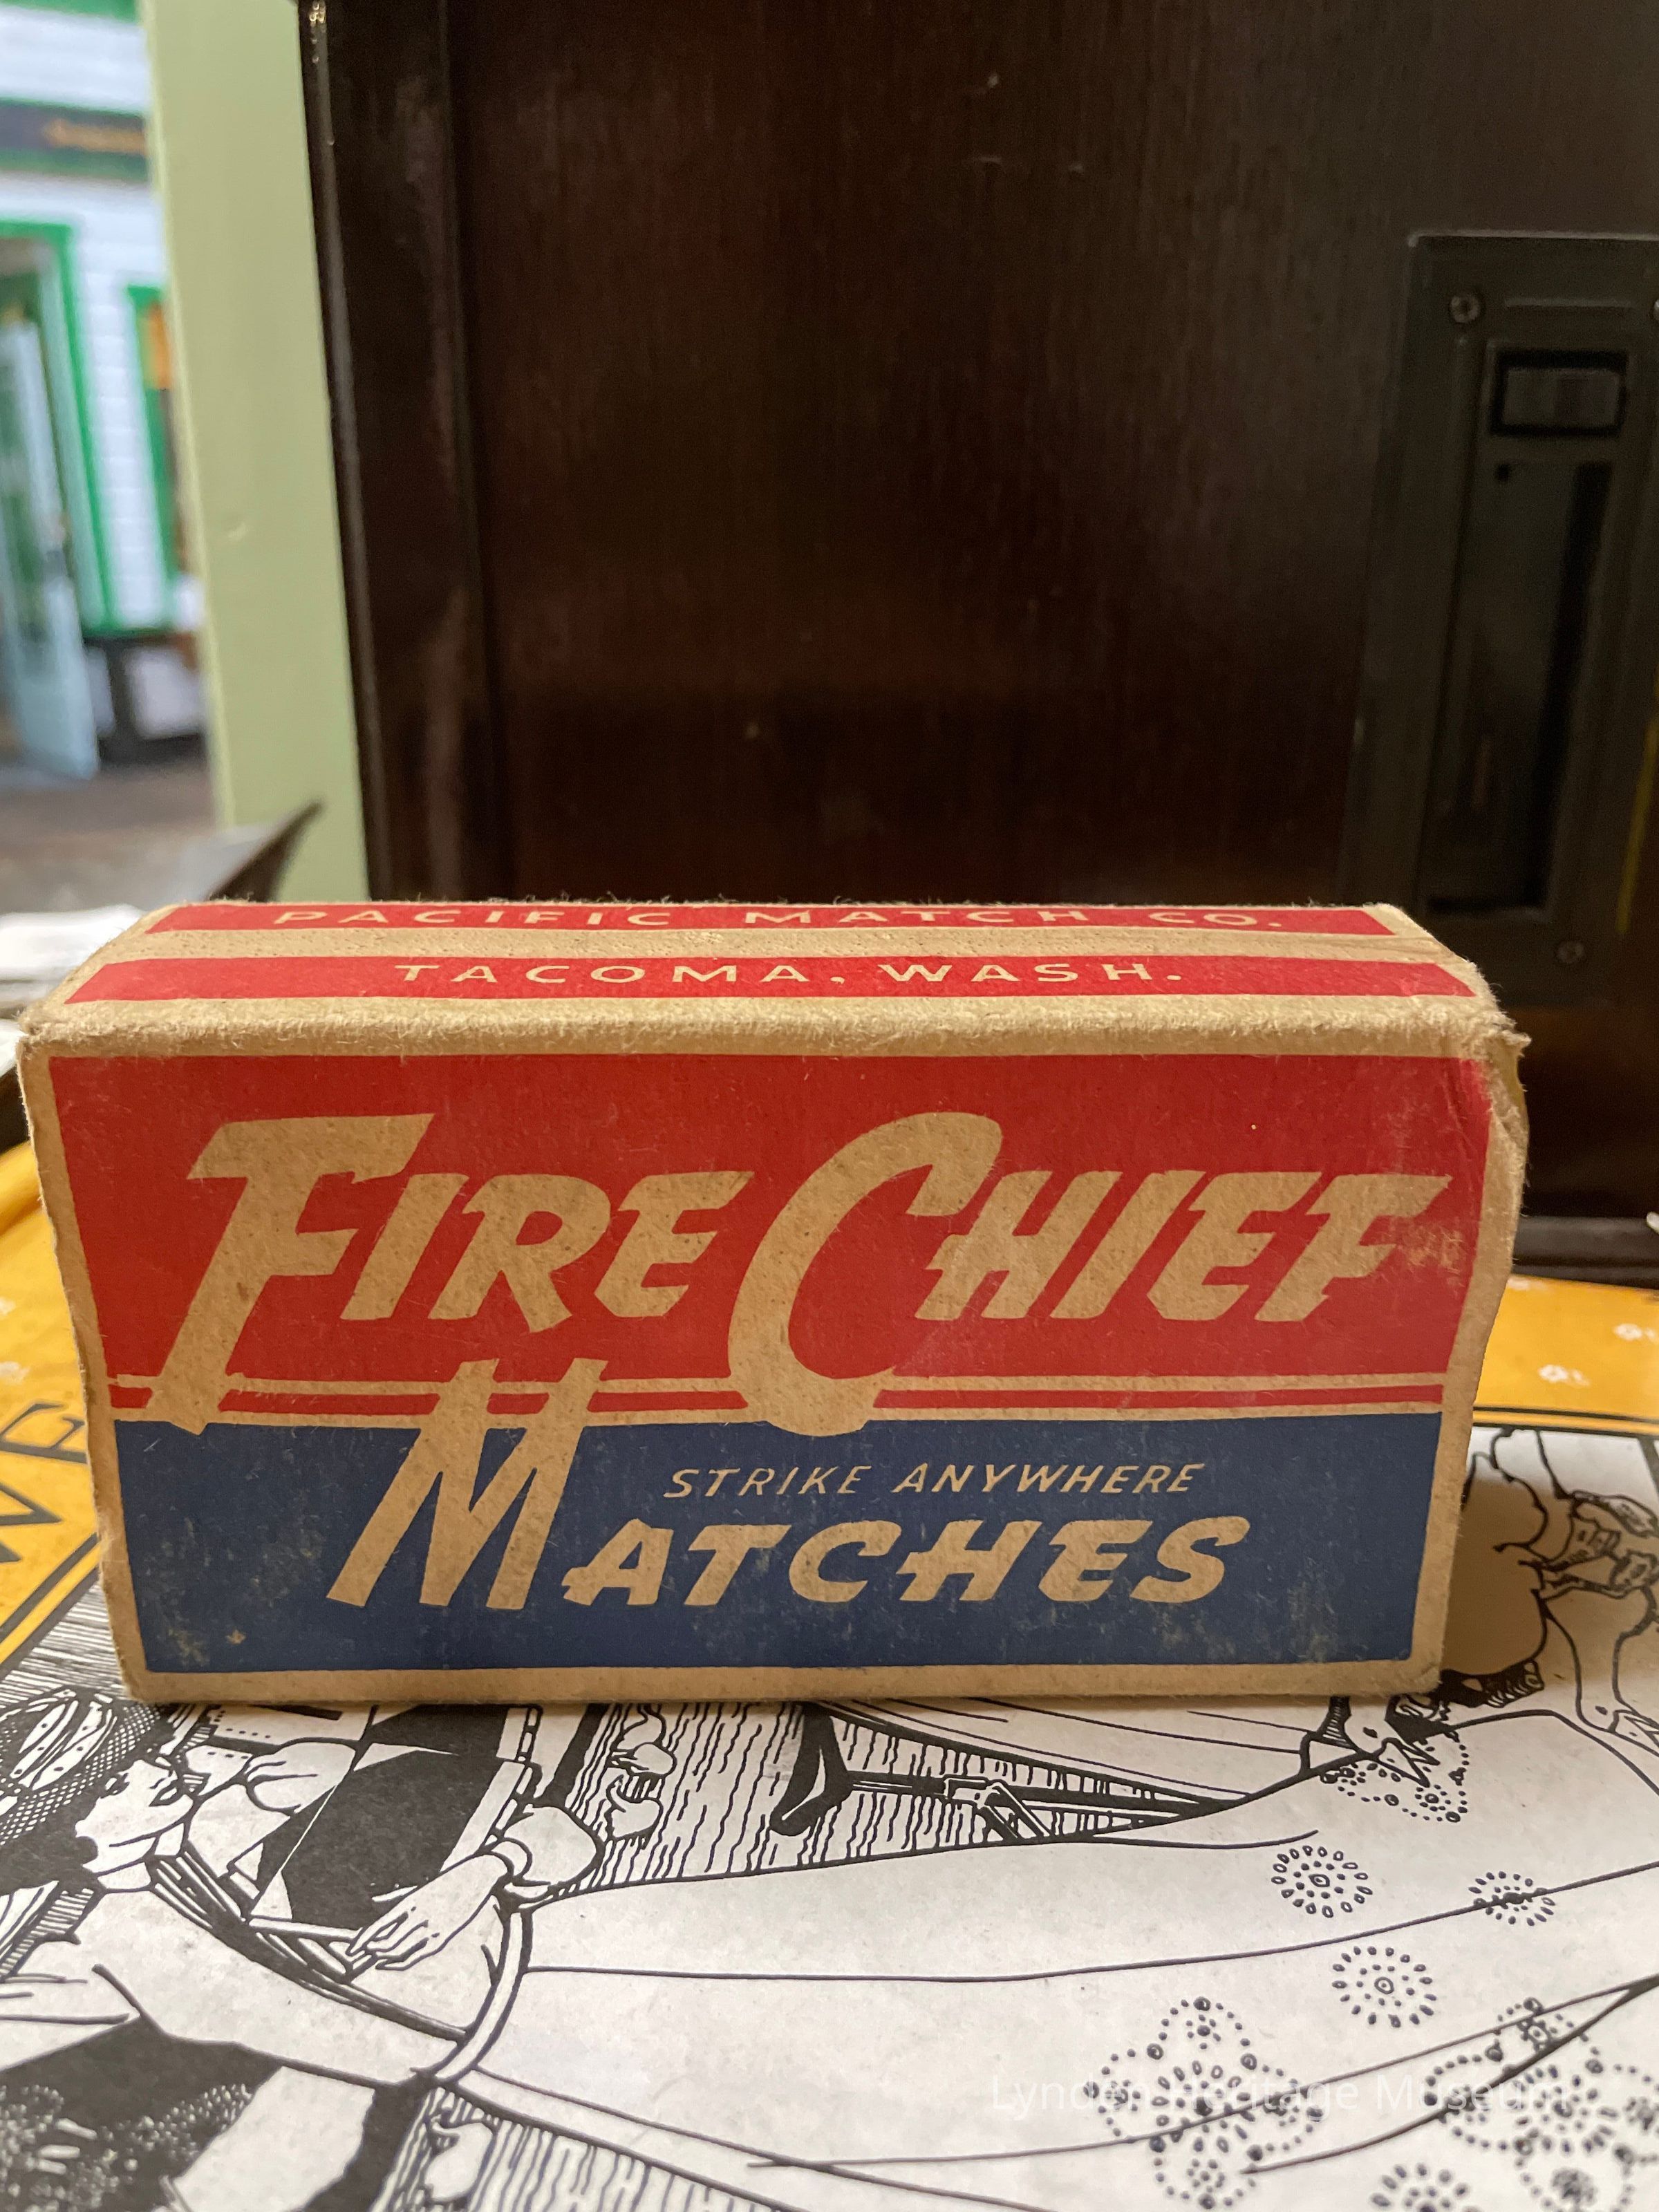 PACIFIC MATCH CO.
TACOMA, WASH.
FIRE CHIEF
STRIKE ANYWHERE
MATCHES
Lynden Heritage Museum